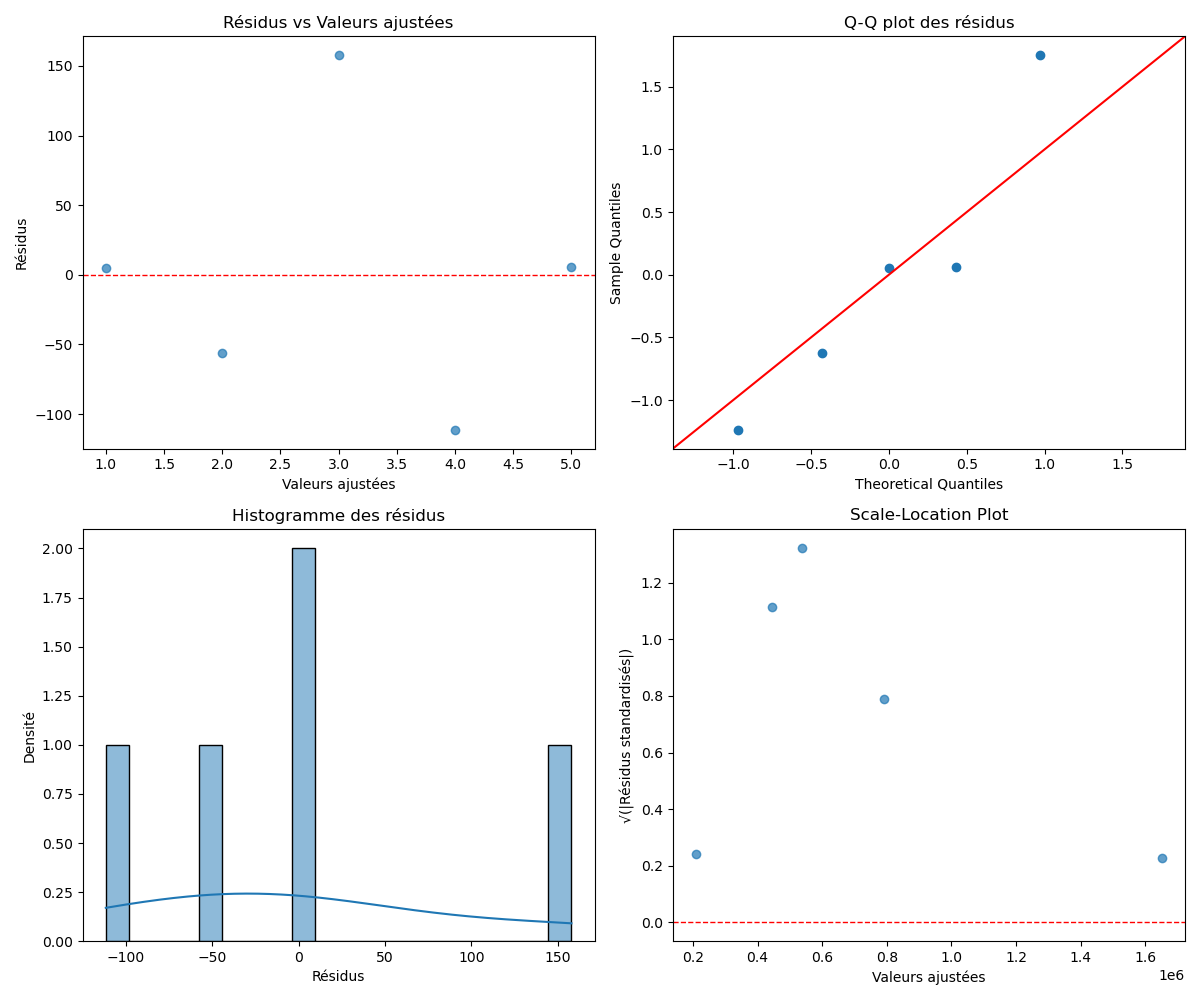 Résidus vs Valeurs ajustées
150
100
50
0
−50
−100
Résidus
1.0 1.5 2.0 2.5 3.0 3.5 4.0 4.5 5.0
Valeurs ajustées
Q-Q plot des résidus
1.5
1.0
0.5
0.0
−0.5
−1.0
Sample Quantiles
−1.0 −0.5 0.0 0.5 1.0 1.5
Theoretical Quantiles
Histogramme des résidus
2.00
1.75
1.50
1.25
1.00
0.75
0.50
0.25
0.00
Densité
−100 −50 0 50 100 150
Résidus
Scale-Location Plot
1.2
1.0
0.8
0.6
0.4
0.2
0.0
√(|Résidus standardisés|)
0.2 0.4 0.6 0.8 1.0 1.2 1.4 1.6
1e6
Valeurs ajustées